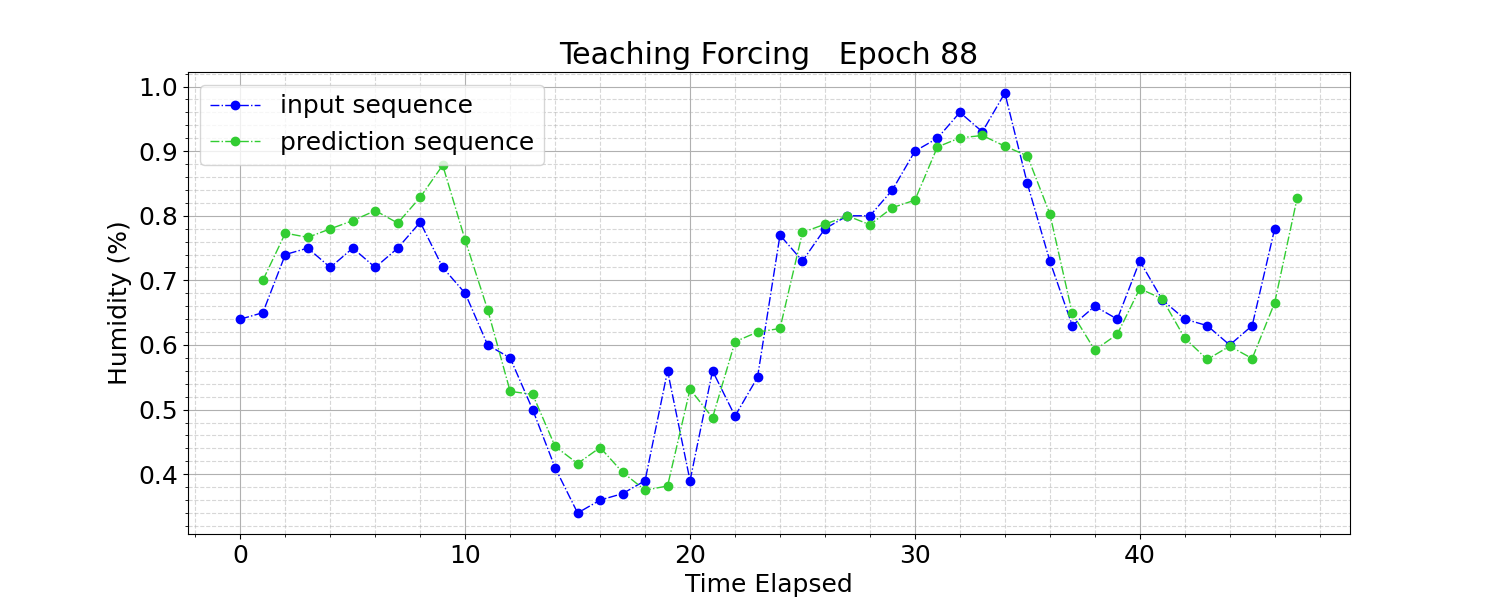 Teaching Forcing   Epoch 88
input sequence
prediction sequence
Humidity (%)
1.0
0.9
0.8
0.7
0.6
0.5
0.4
0 10 20 30 40
Time Elapsed